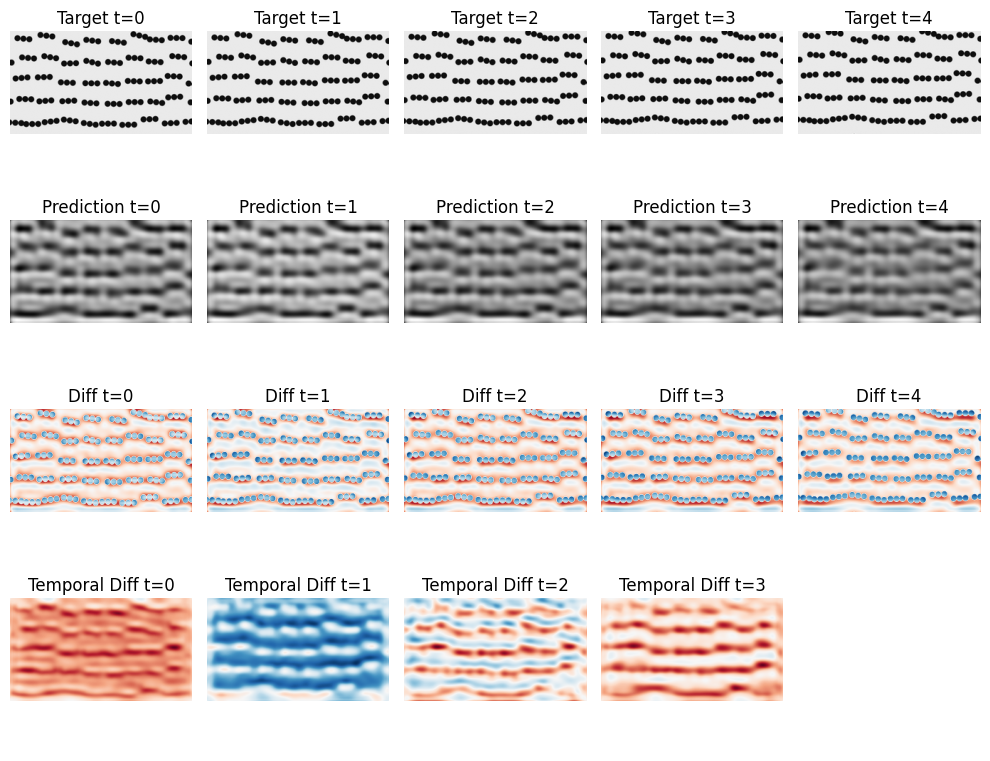 Target t=0 Target t=1 Target t=2 Target t=3 Target t=4
Prediction t=0 Prediction t=1 Prediction t=2 Prediction t=3 Prediction t=4
Diff t=0 Diff t=1 Diff t=2 Diff t=3 Diff t=4
Temporal Diff t=0 Temporal Diff t=1 Temporal Diff t=2 Temporal Diff t=3